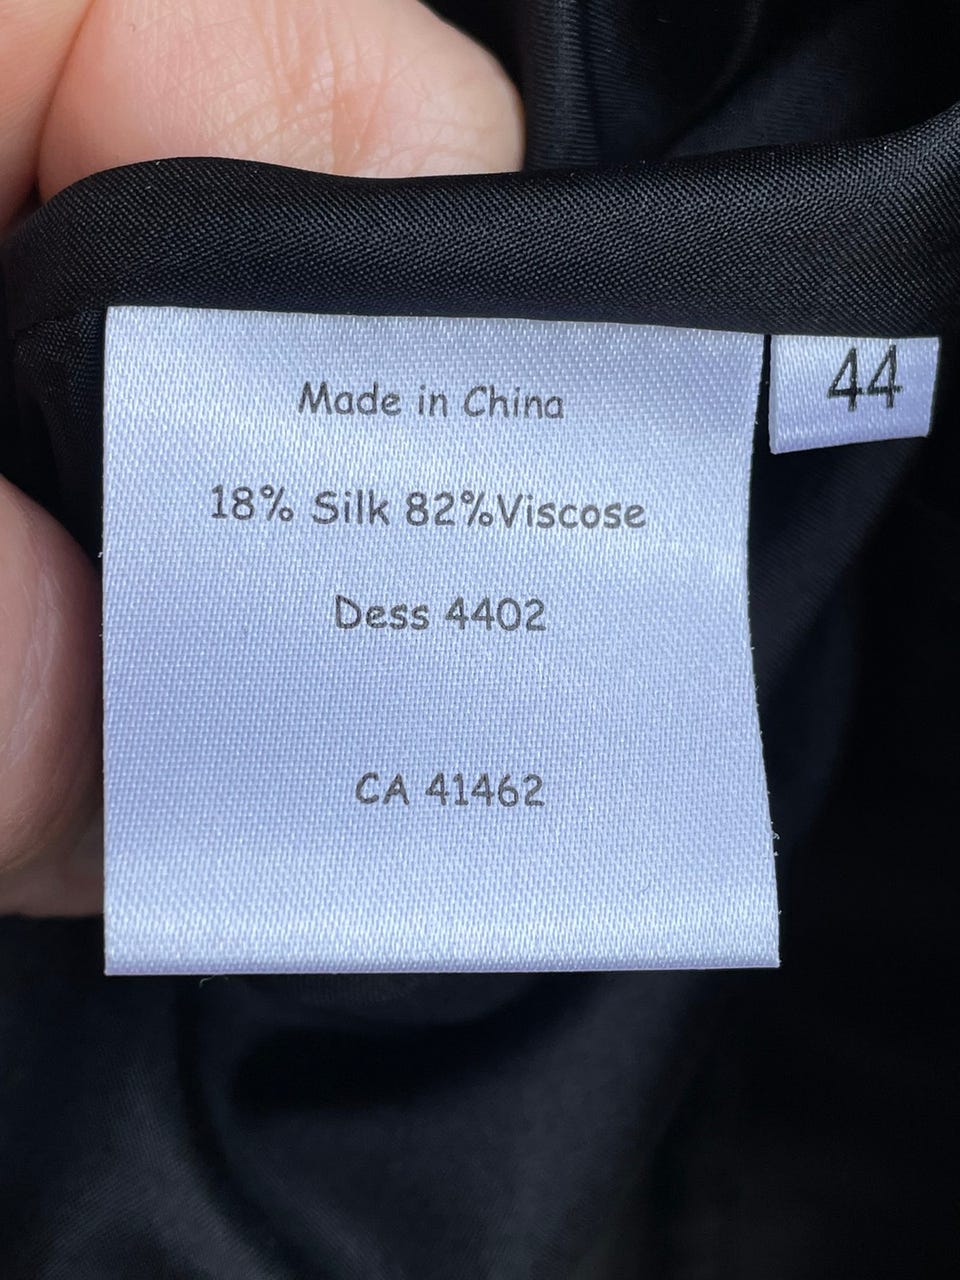 Made in China
44
18% Silk 82%Viscose
Dess 4402
CA 41462